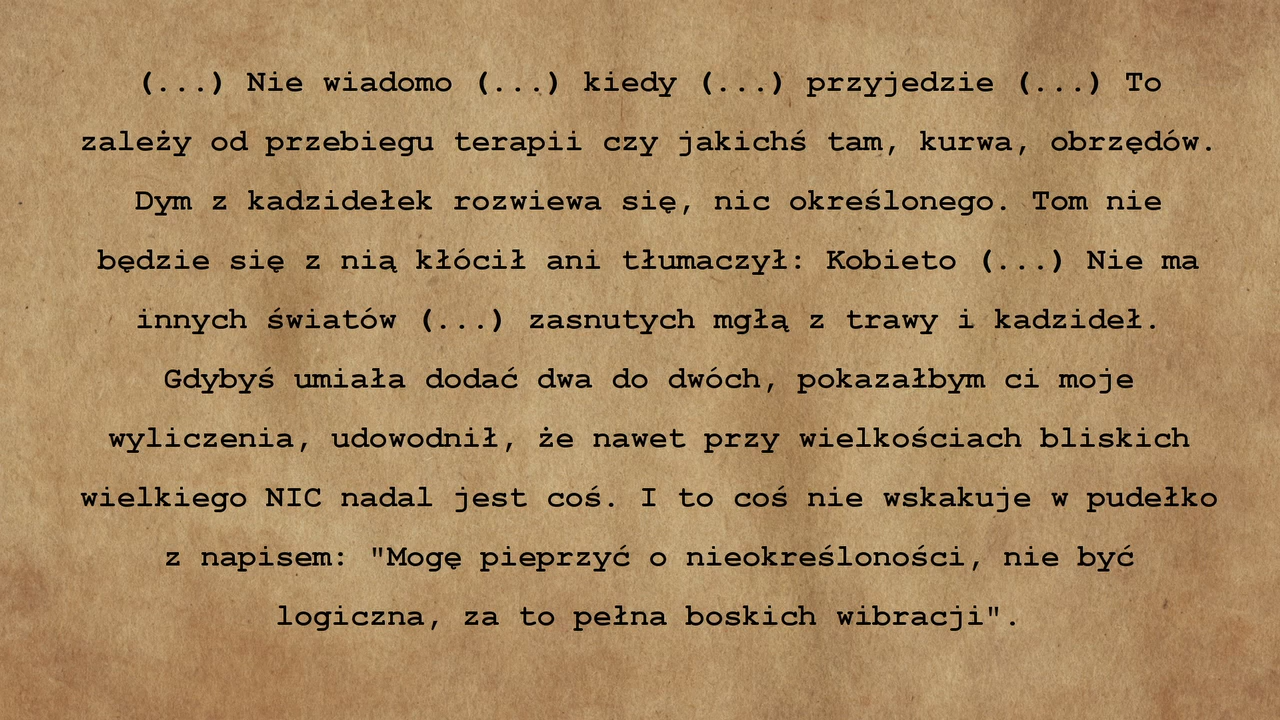 (...) Nie wiadomo (...) kiedy (...) przyjedzie (...) To
zależy od przebiegu terapii czy jakichś tam, kurwa, obrzędów.
Dym z kadzidełek rozwiewa się, nic określonego. Tom nie
będzie się z nią kłócił ani tłumaczył: Kobieto (...) Nie ma
innych światów (...) zasnutych mgłą z trawy i kadzideł.
Gdybyś umiała dodać dwa do dwóch, pokazałbym ci moje
wyliczenia, udowodnił, że nawet przy wielkościach bliskich
wielkiego NIC nadal jest coś. I to coś nie wskakuje w pudełko
z napisem: "Mogę pieprzyć o nieokreśloności, nie być
logiczna, za to pełna boskich wibracji".